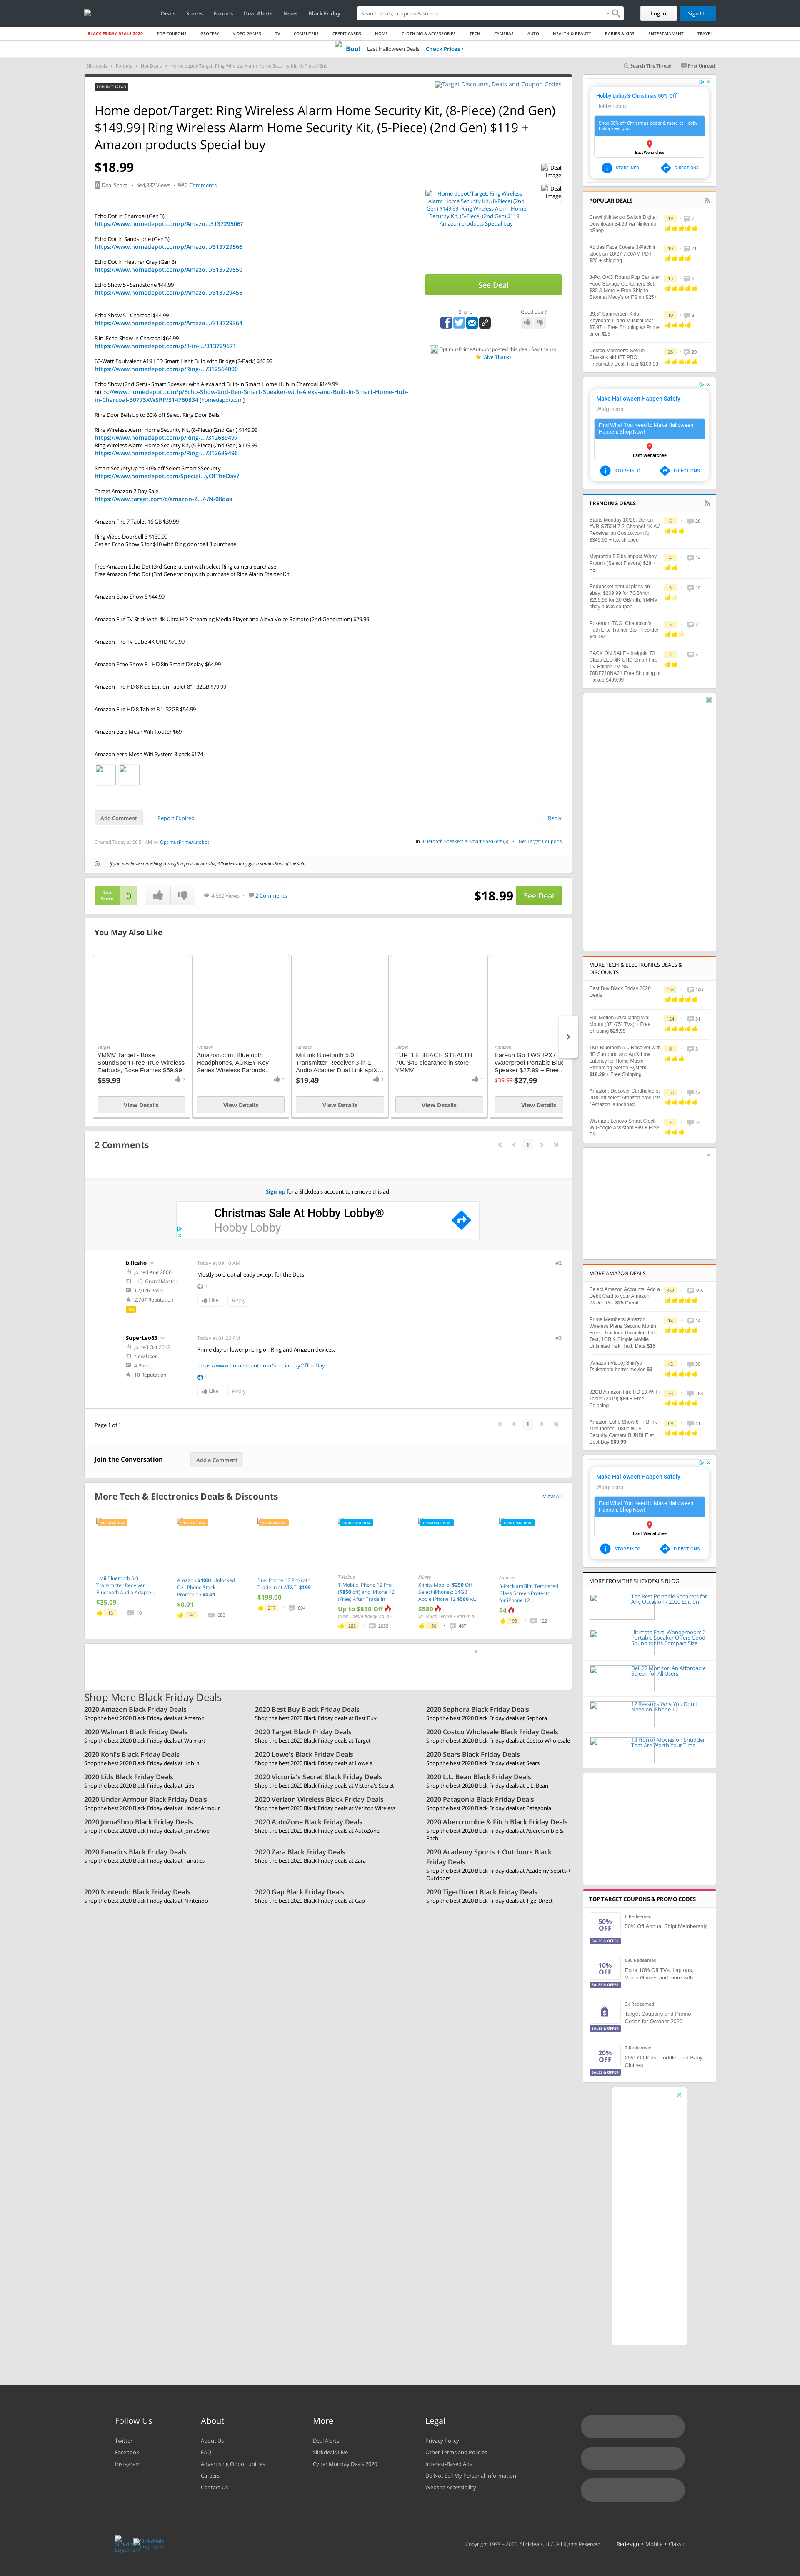 Deals
Stores
Forums
Deal Alerts
News
Black Friday
Search deals, coupons & stores
Log In
Sign Up
BLACK FRIDAY DEALS 2020
TOP COUPONS
GROCERY
VIDEO GAMES
TV
COMPUTERS
CREDIT CARDS
HOME
CLOTHING & ACCESSORIES
TECH
CAMERAS
AUTO
HEALTH & BEAUTY
BABIES & KIDS
ENTERTAINMENT
TRAVEL
Boo! Last Halloween Deals Check Prices
Slickdeals
Forums
Hot Deals
Home depot/Target: Ring Wireless Alarm Home Security Kit, (8-Piece) (2nd ...
Search This Thread
First Unread
FORUM THREAD
Target Discounts, Deals and Coupon Codes
Home depot/Target: Ring Wireless Alarm Home Security Kit, (8-Piece) (2nd Gen)
$149.99|Ring Wireless Alarm Home Security Kit, (5-Piece) (2nd Gen) $119 +
Amazon products Special buy
$18.99
0 Deal Score
4,882 Views
2 Comments
Echo Dot in Charcoal (Gen 3)
https://www.homedepot.com/p/Amazo...313729506?
Echo Dot in Sandstone (Gen 3)
https://www.homedepot.com/p/Amazo.../313729566
Echo Dot in Heather Gray (Gen 3)
https://www.homedepot.com/p/Amazo.../313729550
Echo Show 5 - Sandstone $44.99
https://www.homedepot.com/p/Amazo.../313729455
Echo Show 5 - Charcoal $44.99
https://www.homedepot.com/p/Amazo.../313729364
8 in. Echo Show in Charcoal $64.99
https://www.homedepot.com/p/8-in-.../313729671
60-Watt Equivalent A19 LED Smart Light Bulb with Bridge (2-Pack) $40.99
https://www.homedepot.com/p/Ring-.../312564000
Echo Show (2nd Gen) - Smart Speaker with Alexa and Built-in Smart Home Hub in Charcoal $149.99
https://www.homedepot.com/p/Echo-Show-2nd-Gen-Smart-Speaker-with-Alexa-and-Built-In-Smart-Home-Hub-
in-Charcoal-B077SXWSRP/314760834 [homedepot.com]
Ring Door BellsUp to 30% off Select Ring Door Bells
Ring Wireless Alarm Home Security Kit, (8-Piece) (2nd Gen) $149.99
https://www.homedepot.com/p/Ring-.../312689497
Ring Wireless Alarm Home Security Kit, (5-Piece) (2nd Gen) $119.99
https://www.homedepot.com/p/Ring-.../312689496
Smart SecurityUp to 40% off Select Smart SSecurity
https://www.homedepot.com/Special...yOfTheDay?
Target Amazon 2 Day Sale
https://www.target.com/c/amazon-2.../-/N-08daa
Amazon Fire 7 Tablet 16 GB $39.99
Ring Video Doorbell 3 $139.99
Get an Echo Show 5 for $10 with Ring doorbell 3 purchase
Free Amazon Echo Dot (3rd Generation) with select Ring camera purchase
Free Amazon Echo Dot (3rd Generation) with purchase of Ring Alarm Starter Kit
Amazon Echo Show 5 $44.99
Amazon Fire TV Stick with 4K Ultra HD Streaming Media Player and Alexa Voice Remote (2nd Generation) $29.99
Amazon Fire TV Cube 4K UHD $79.99
Amazon Echo Show 8 - HD 8in Smart Display $64.99
Amazon Fire HD 8 Kids Edition Tablet 8" - 32GB $79.99
Amazon Fire HD 8 Tablet 8" - 32GB $54.99
Amazon eero Mesh Wifi Router $69
Amazon eero Mesh Wifi System 3 pack $174
Home depot/Target: Ring Wireless
Alarm Home Security Kit, (8-Piece) (2nd
Gen) $149.99|Ring Wireless Alarm Home
Security Kit, (5-Piece) (2nd Gen) $119 +
Amazon products Special buy
Deal
Image
Deal
Image
See Deal
Share
Good deal?
OptimusPrimeAutobot posted this deal. Say thanks!
Give Thanks
Add Comment
Report Expired
Reply
Created Today at 06:34 AM by OptimusPrimeAutobot
in Bluetooth Speakers & Smart Speakers (6)
Get Target Coupons
If you purchase something through a post on our site, Slickdeals may get a small share of the sale.
Deal
Score
0
4,882 Views
2 Comments
$18.99
See Deal
You May Also Like
Target
YMMV Target - Bose
SoundSport Free True Wireless
Earbuds, Bose Frames $59.99
$59.99
7
View Details
Amazon
Amazon.com: Bluetooth
Headphones, AUKEY Key
Series Wireless Earbuds...
0
View Details
Amazon
MiiLink Bluetooth 5.0
Transmitter Receiver 3-in-1
Audio Adapter Dual Link aptX...
$19.49
1
View Details
Target
TURTLE BEACH STEALTH
700 $45 clearance in store
YMMV
1
View Details
Amazon
EarFun Go TWS IPX7
Waterproof Portable Blue
Speaker $27.99 + Free...
$39.99 $27.99
View Details
2 Comments
1
Sign up for a Slickdeals account to remove this ad.
Christmas Sale At Hobby Lobby®
Hobby Lobby
billcsho
Joined Aug 2006
L10: Grand Master
12,026 Posts
2,707 Reputation
Pro
Today at 09:10 AM
#2
Mostly sold out already except for the Dots
1
Like
Reply
SuperLeo83
Joined Oct 2018
New User
4 Posts
10 Reputation
Today at 01:25 PM
#3
Prime day or lower pricing on Ring and Amazon devices.
https://www.homedepot.com/Special...uyOfTheDay
Like
Reply
Page 1 of 1
1
Join the Conversation
Add a Comment
More Tech & Electronics Deals & Discounts
View All
POPULAR DEAL
1Mii Bluetooth 5.0
Transmitter Receiver
Bluetooth Audio Adapte...
$35.09
16
10
POPULAR DEAL
Amazon $100+ Unlocked
Cell Phone Stack
Promotion $0.01
$0.01
141
686
POPULAR DEAL
Buy iPhone 12 Pro with
Trade in at AT&T, $199
$199.00
217
804
FRONTPAGE DEAL
T-Mobile
T-Mobile iPhone 12 Pro
($850 off) and iPhone 12
(Free) After Trade In
Up to $850 Off
283
2033
FRONTPAGE DEAL
Xfinity
Xfinity Mobile: $250 Off
Select iPhones: 64GB
Apple iPhone 12 $580 w...
$580
150
467
FRONTPAGE DEAL
Amazon
3-Pack amFilm Tempered
Glass Screen Protector
for iPhone 12...
$4
103
122
Shop More Black Friday Deals
2020 Amazon Black Friday Deals
Shop the best 2020 Black Friday deals at Amazon
2020 Best Buy Black Friday Deals
Shop the best 2020 Black Friday deals at Best Buy
2020 Sephora Black Friday Deals
Shop the best 2020 Black Friday deals at Sephora
2020 Walmart Black Friday Deals
Shop the best 2020 Black Friday deals at Walmart
2020 Target Black Friday Deals
Shop the best 2020 Black Friday deals at Target
2020 Costco Wholesale Black Friday Deals
Shop the best 2020 Black Friday deals at Costco Wholesale
2020 Kohl's Black Friday Deals
Shop the best 2020 Black Friday deals at Kohl's
2020 Lowe's Black Friday Deals
Shop the best 2020 Black Friday deals at Lowe's
2020 Sears Black Friday Deals
Shop the best 2020 Black Friday deals at Sears
2020 Lids Black Friday Deals
Shop the best 2020 Black Friday deals at Lids
2020 Victoria's Secret Black Friday Deals
Shop the best 2020 Black Friday deals at Victoria's Secret
2020 L.L. Bean Black Friday Deals
Shop the best 2020 Black Friday deals at L.L. Bean
2020 Under Armour Black Friday Deals
Shop the best 2020 Black Friday deals at Under Armour
2020 Verizon Wireless Black Friday Deals
Shop the best 2020 Black Friday deals at Verizon Wireless
2020 Patagonia Black Friday Deals
Shop the best 2020 Black Friday deals at Patagonia
2020 JomaShop Black Friday Deals
Shop the best 2020 Black Friday deals at JomaShop
2020 AutoZone Black Friday Deals
Shop the best 2020 Black Friday deals at AutoZone
2020 Abercrombie & Fitch Black Friday Deals
Shop the best 2020 Black Friday deals at Abercrombie &
Fitch
2020 Fanatics Black Friday Deals
Shop the best 2020 Black Friday deals at Fanatics
2020 Zara Black Friday Deals
Shop the best 2020 Black Friday deals at Zara
2020 Academy Sports + Outdoors Black
Friday Deals
Shop the best 2020 Black Friday deals at Academy Sports +
Outdoors
2020 Nintendo Black Friday Deals
Shop the best 2020 Black Friday deals at Nintendo
2020 Gap Black Friday Deals
Shop the best 2020 Black Friday deals at Gap
2020 TigerDirect Black Friday Deals
Shop the best 2020 Black Friday deals at TigerDirect
Hobby Lobby® Christmas 50% Off
Hobby Lobby
Shop 50% off Christmas decor & more at Hobby
Lobby near you!
East Wenatchee
STORE INFO
DIRECTIONS
POPULAR DEALS
Crawl (Nintendo Switch Digital
Download) $4.99 via Nintendo
eShop
19
7
Adidas Face Covers 3-Pack in
stock on 10/27 7:00AM PDT -
$20 + shipping
10
21
3-Pc. OXO Round Pop Canister
Food Storage Containers Set
$30 & More + Free Ship to
Store at Macy's or FS on $25+
15
6
39.5" Sanmersen Kids
Keyboard Piano Musical Mat
$7.97 + Free Shipping w/ Prime
or on $25+
10
3
Costco Members: Seville
Classics airLIFT PRO
Pneumatic Desk Riser $109.99
26
20
Make Halloween Happen Safely
Walgreens
Find What You Need to Make Halloween
Happen. Shop Now!
East Wenatchee
STORE INFO
DIRECTIONS
TRENDING DEALS
Starts Monday 10/26: Denon
AVR-S750H 7.2-Channel 4K AV
Receiver on Costco.com for
$349.99 + tax shipped
6
26
Myprotein 5.5lbs Impact Whey
Protein (Select Flavors) $28 +
FS
4
14
Redpocket annual plans on
ebay: $209.99 for 7GB/mth,
$299.99 for 20 GB/mth; YMMV
ebay bucks coupon
3
10
Pokémon TCG: Champion's
Path Elite Trainer Box Preorder
$49.99
5
3
BACK ON SALE - Insignia 70"
Class LED 4K UHD Smart Fire
TV Edition TV NS-
70DF710NA21 Free Shipping or
Pickup $499.99
4
5
MORE TECH & ELECTRONICS DEALS &
DISCOUNTS
Best Buy Black Friday 2020
Deals
135
140
Full Motion Articulating Wall
Mount (37"-75" TVs) + Free
Shipping $29.99
124
31
1Mii Bluetooth 5.0 Receiver with
3D Surround and AptX Low
Latency for Home Music
Streaming Stereo System -
$18.29 + Free Shipping
6
3
Amazon: Discover Cardholders:
20% off select Amazon products
/ Amazon launchpad
42
Walmart: Lenovo Smart Clock
w/ Google Assistant $39 + Free
S/H
7
24
MORE AMAZON DEALS
Select Amazon Accounts: Add a
Debit Card to your Amazon
Wallet, Get $25 Credit
252
396
Prime Members: Amazon
Wireless Plans Second Month
Free - Tracfone Unlimited Talk,
Text, 1GB & Simple Mobile
Unlimited Talk, Text, Data $15
14
14
[Amazon Video] Shin'ya
Tsukamoto horror movies $3
42
30
32GB Amazon Fire HD 10 Wi-Fi
Tablet (2019) $80 + Free
Shipping
73
188
Amazon Echo Show 8" + Blink -
Mini Indoor 1080p Wi-Fi
Security Camera BUNDLE at
Best Buy $69.99
69
41
Make Halloween Happen Safely
Walgreens
Find What You Need to Make Halloween
Happen. Shop Now!
East Wenatchee
STORE INFO
DIRECTIONS
MORE FROM THE SLICKDEALS BLOG
The Best Portable Speakers for
Any Occasion - 2020 Edition
Ultimate Ears' Wonderboom 2
Portable Speaker Offers Good
Sound for its Compact Size
Dell 27 Monitor: An Affordable
Screen for All Users
12 Reasons Why You Don't
Need an iPhone 12
13 Horror Movies on Shudder
That Are Worth Your Time
TOP TARGET COUPONS & PROMO CODES
50%
OFF
SALES & OFFER
6 Redeemed
50% Off Annual Shipt Membership
10%
OFF
SALES & OFFER
636 Redeemed
Extra 10% Off TVs, Laptops,
Video Games and more with...
SALES & OFFER
3k Redeemed
Target Coupons and Promo
Codes for October 2020
20%
OFF
SALES & OFFER
7 Redeemed
20% Off Kids', Toddler and Baby
Clothes
Follow Us
Twitter
Facebook
Instagram
About
About Us
FAQ
Advertising Opportunities
Careers
Contact Us
More
Deal Alerts
Slickdeals Live
Cyber Monday Deals 2020
Legal
Privacy Policy
Other Terms and Policies
Interest-Based Ads
Do Not Sell My Personal Information
Website Accessibility
Slickdeals
Logotype
Copyright 1999 - 2020. Slickdeals, LLC. All Rights Reserved.
Redesign • Mobile • Classic